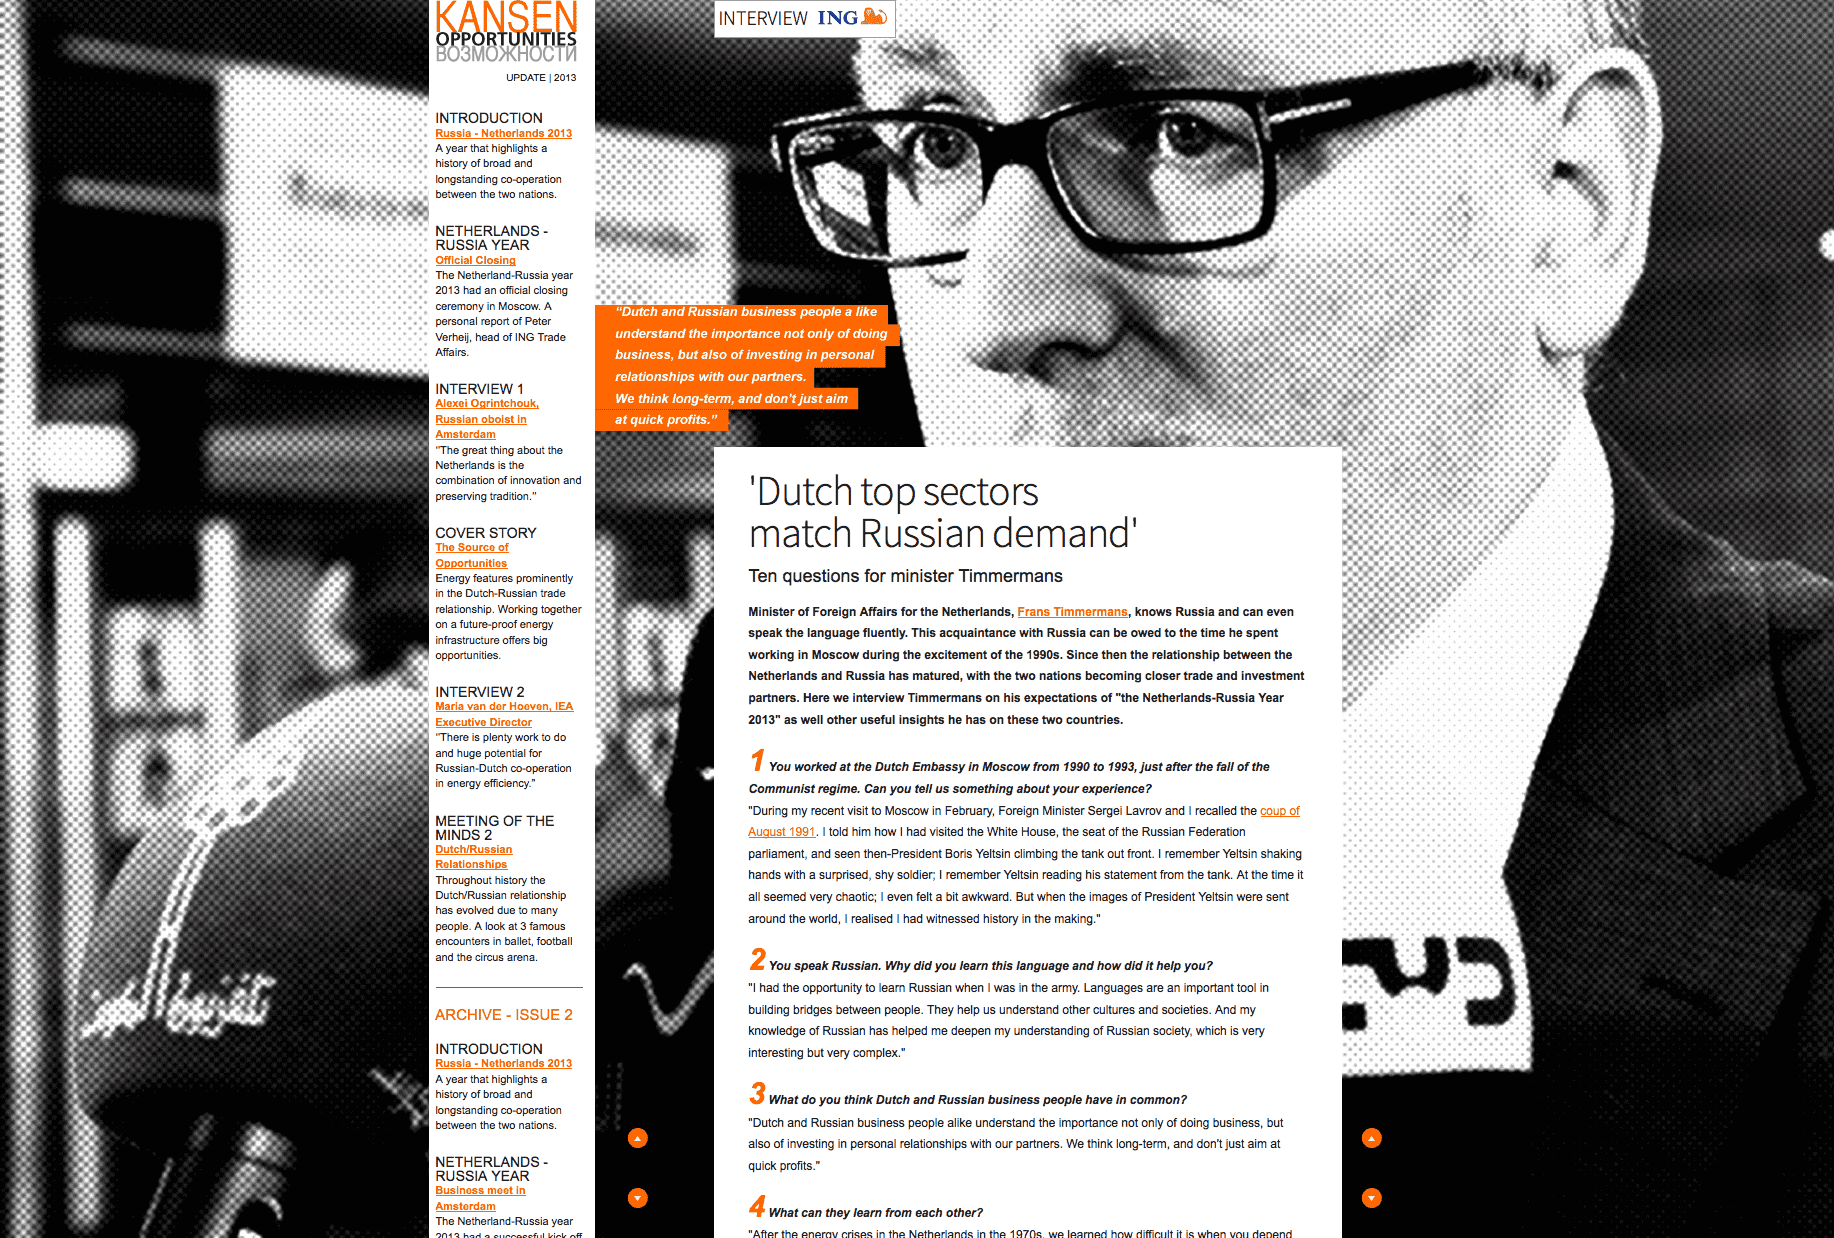 KANSEN
OPPORTUNITIES
ВОЗМОЖНОСТИ
UPDATE | 2013
INTRODUCTION
Russia - Netherlands 2013
A year that highlights a
history of broad and
longstanding co-operation
between the two nations.
NETHERLANDS -
RUSSIA YEAR
Official Closing
The Netherland-Russia year
2013 had an official closing
ceremony in Moscow. A
personal report of Peter
Verheij, head of ING Trade
Affairs.
INTERVIEW 1
Alexei Ogrintchouk,
Russian oboist in
Amsterdam
"The great thing about the
Netherlands is the
combination of innovation and
preserving tradition."
COVER STORY
The Source of
Opportunities
Energy features prominently
in the Dutch-Russian trade
relationship. Working together
on a future-proof energy
infrastructure offers big
opportunities.
INTERVIEW 2
Maria van der Hoeven, IEA
Executive Director
"There is plenty work to do
and huge potential for
Russian-Dutch co-operation
in energy efficiency."
MEETING OF THE
MINDS 2
Dutch/Russian
Relationships
Throughout history the
Dutch/Russian relationship
has evolved due to many
people. A look at 3 famous
encounters in ballet, football
and the circus arena.
ARCHIVE - ISSUE 2
INTRODUCTION
Russia - Netherlands 2013
A year that highlights a
history of broad and
longstanding co-operation
between the two nations.
NETHERLANDS -
RUSSIA YEAR
Business meet in
Amsterdam
The Netherland-Russia year
2013 had a successful kick off
INTERVIEW ING
"Dutch and Russian business people a like
understand the importance not only of doing
business, but also of investing in personal
relationships with our partners.
We think long-term, and don't just aim
at quick profits."
'Dutch top sectors
match Russian demand'
Ten questions for minister Timmermans
Minister of Foreign Affairs for the Netherlands, Frans Timmermans, knows Russia and can even
speak the language fluently. This acquaintance with Russia can be owed to the time he spent
working in Moscow during the excitement of the 1990s. Since then the relationship between the
Netherlands and Russia has matured, with the two nations becoming closer trade and investment
partners. Here we interview Timmermans on his expectations of "the Netherlands-Russia Year
2013" as well other useful insights he has on these two countries.
1 You worked at the Dutch Embassy in Moscow from 1990 to 1993, just after the fall of the
Communist regime. Can you tell us something about your experience?
"During my recent visit to Moscow in February, Foreign Minister Sergei Lavrov and I recalled the coup of
August 1991. I told him how I had visited the White House, the seat of the Russian Federation
parliament, and seen then-President Boris Yeltsin climbing the tank out front. I remember Yeltsin shaking
hands with a surprised, shy soldier; I remember Yeltsin reading his statement from the tank. At the time it
all seemed very chaotic; I even felt a bit awkward. But when the images of President Yeltsin were sent
around the world, I realised I had witnessed history in the making."
2 You speak Russian. Why did you learn this language and how did it help you?
"I had the opportunity to learn Russian when I was in the army. Languages are an important tool in
building bridges between people. They help us understand other cultures and societies. And my
knowledge of Russian has helped me deepen my understanding of Russian society, which is very
interesting but very complex."
3 What do you think Dutch and Russian business people have in common?
"Dutch and Russian business people alike understand the importance not only of doing business, but
also of investing in personal relationships with our partners. We think long-term, and don't just aim at
quick profits."
4 What can they learn from each other?
"After the energy crises in the Netherlands in the 1970s, we learned how difficult it is when you depend